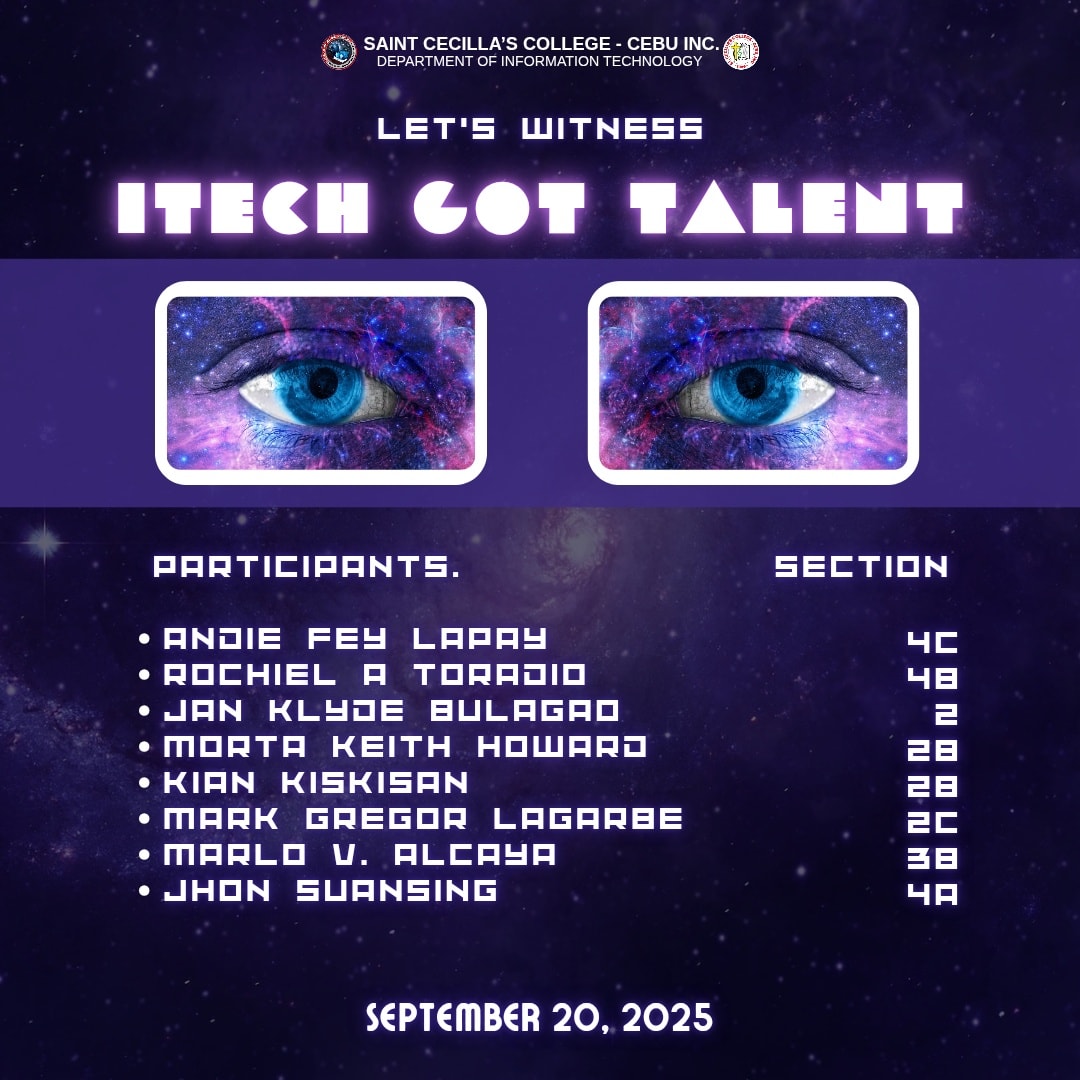 SAINT CECILLA'S COLLEGE - CEBU INC.
DEPARTMENT OF INFORMATION TECHNOLOGY
LET'S WITNESS
ITECH GOT TALENT
PARTICIPANTS. SECTION
• ANDIE FEY LAPAY 4C
• ROCHIEL A TORADIO 4B
• JAN KLYDE BULAGAO 2
• MORTA KEITH HOWARD 2B
• KIAN KISKISAN 2B
• MARK GREGOR LAGARBE 2C
• MARLO V. ALCAYA 3B
• JHON SUANSING 4A
SEPTEMBER 20, 2025